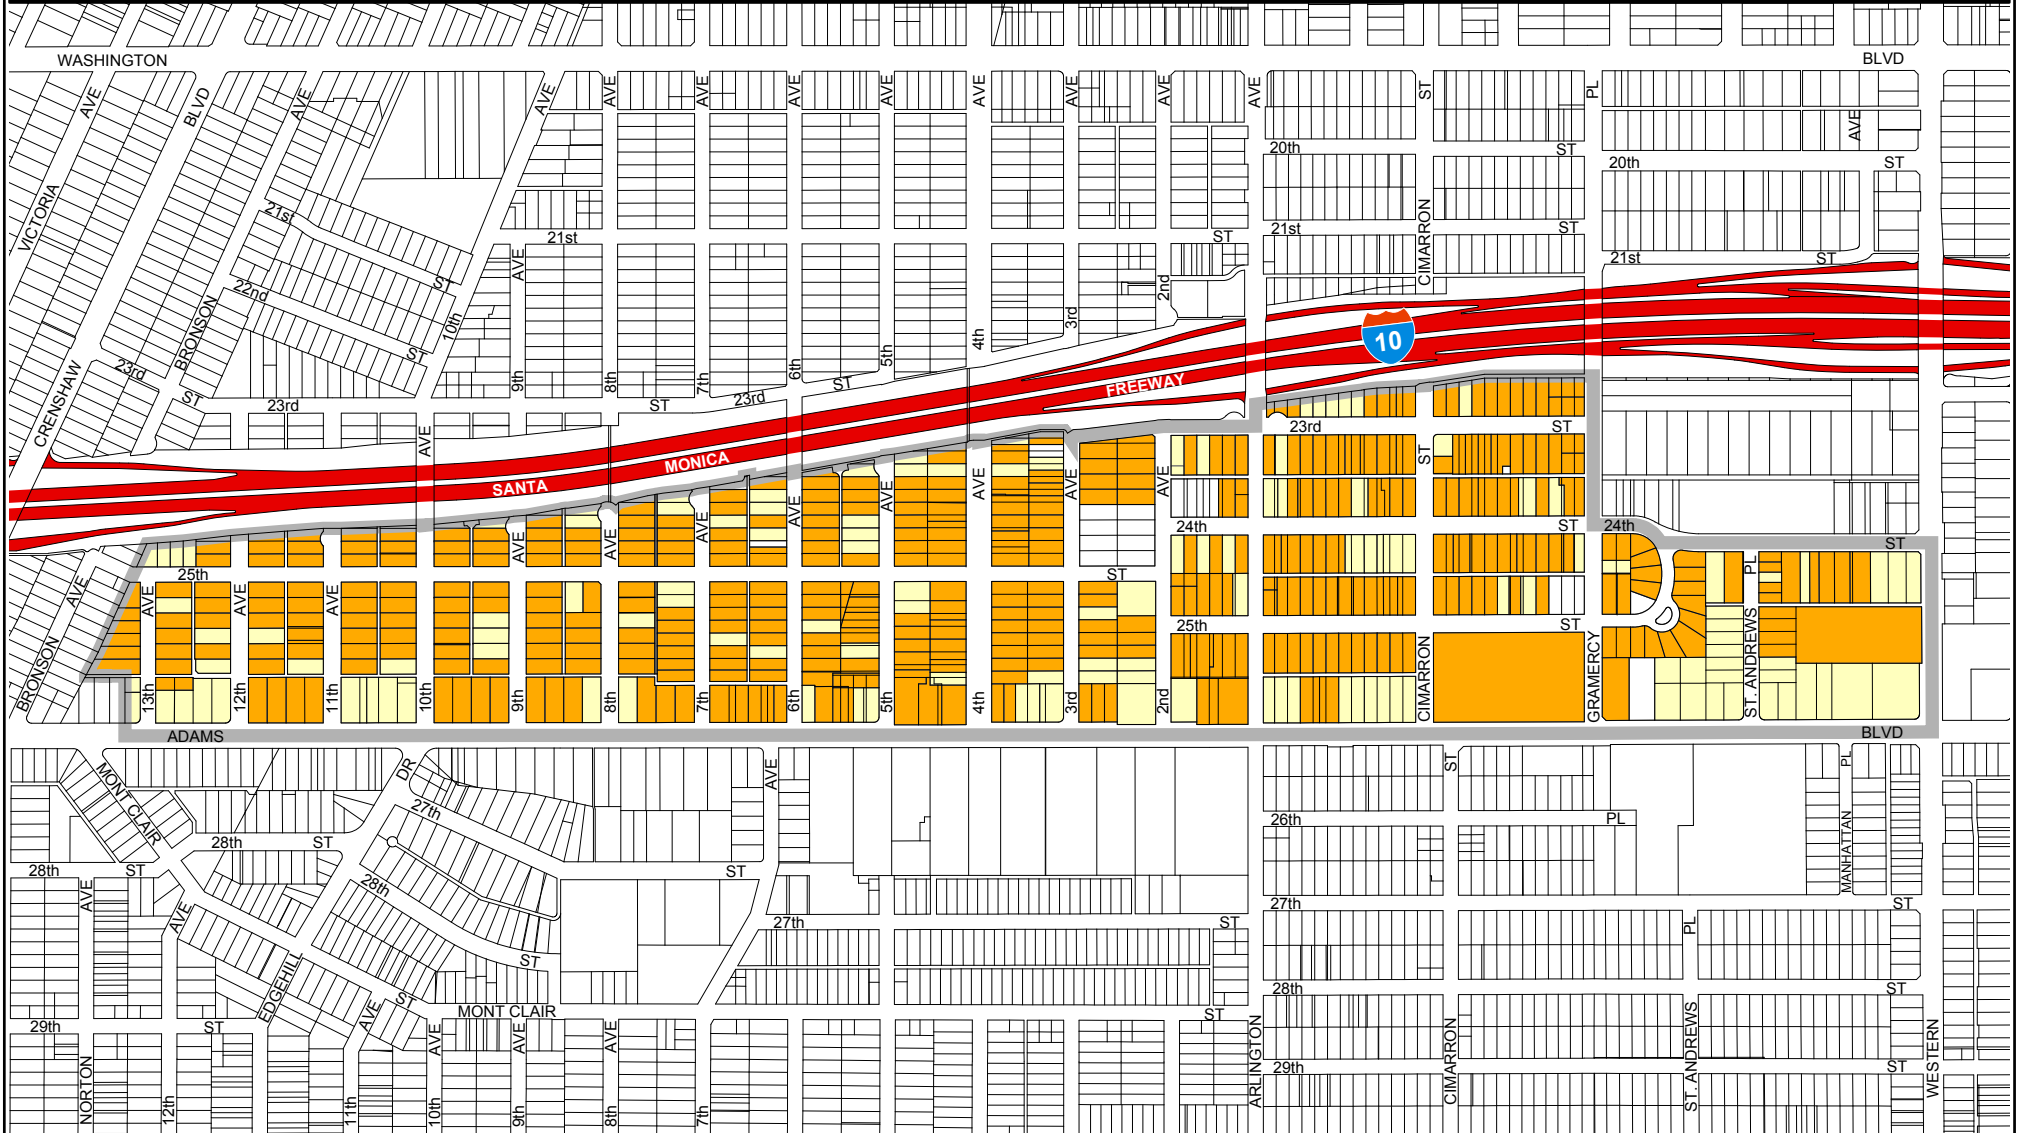 WASHINGTON
BLVD
AVE
BLVD
AVE
AVE
AVE
AVE
AVE
AVE
AVE
AVE
AVE
AVE
ST
PL
AVE
20th
ST
20th
ST
VICTORIA
21st
ST
21st
AVE
ST
21st
ST
CIMARRON
21st
ST
22nd
ST
BRONSON
10th
2nd
3rd
4th
5th
6th
7th
8th
9th
10
CRENSHAW
23rd
ST
23rd
ST
23rd
ST
FREEWAY
MONICA
SANTA
AVE
23rd
ST
ST
AVE
AVE
AVE
AVE
AVE
AVE
AVE
AVE
24th
ST
24th
ST
25th
ST
AVE
AVE
AVE
AVE
PL
25th
ST
BRONSON
13th
12th
11th
10th
9th
8th
7th
6th
5th
4th
3rd
2nd
CIMARRON
GRAMERCY
ST. ANDREWS
ADAMS
BLVD
MONT CLAIR
DR
AVE
ST
PL
27th
28th
ST
26th
PL
MANHATTAN
28th
ST
28th
ST
AVE
AVE
27th
ST
27th
ST
PL
ST
EDGEHILL
AVE
ST
MONT CLAIR
ST
28th
ST
29th
ST
AVE
AVE
AVE
ARLINGTON
CIMARRON
ST. ANDREWS
WESTERN
29th
ST
NORTON
12th
11th
10th
9th
8th
7th